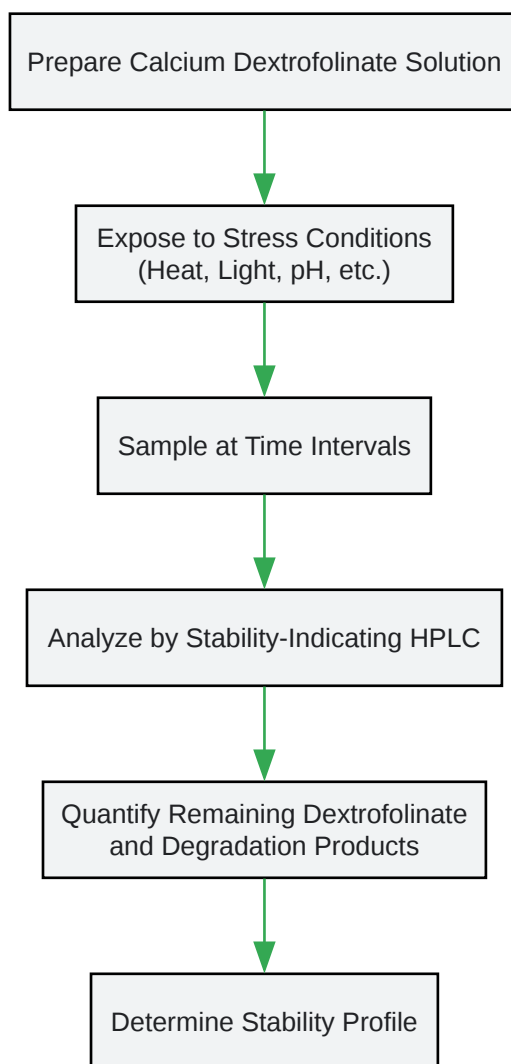 Prepare Calcium Dextrofolinate Solution
Expose to Stress Conditions
(Heat, Light, pH, etc.)
Sample at Time Intervals
Analyze by Stability-Indicating HPLC
Quantify Remaining Dextrofolinate
and Degradation Products
Determine Stability Profile